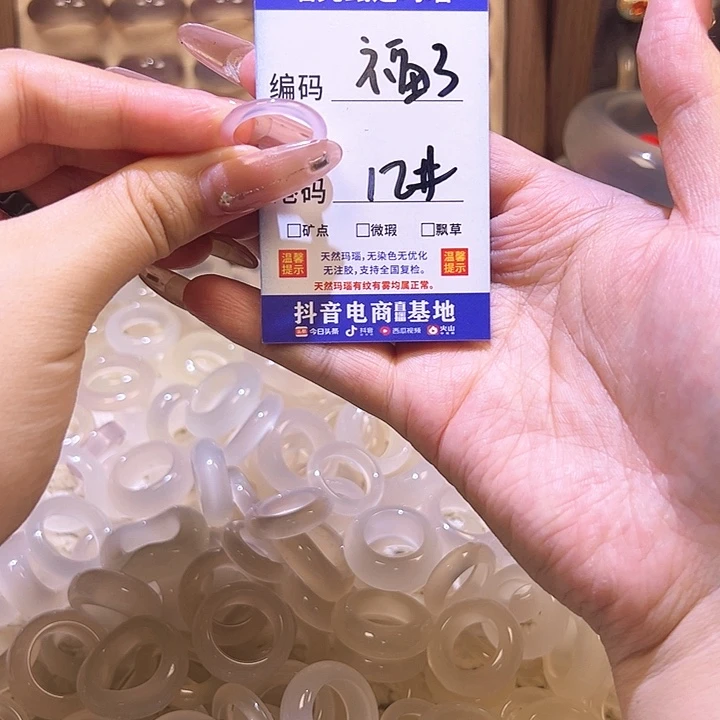 编码 福3
码 12#
□矿点 □微瑕 □飘草
温馨提示
天然玛瑙,无染色无优化
无注胶,支持全国复检。
温馨提示
天然玛瑙有纹有雾均属正常。
抖音电商直播基地
头条 今日头条 抖音 西瓜视频 火山